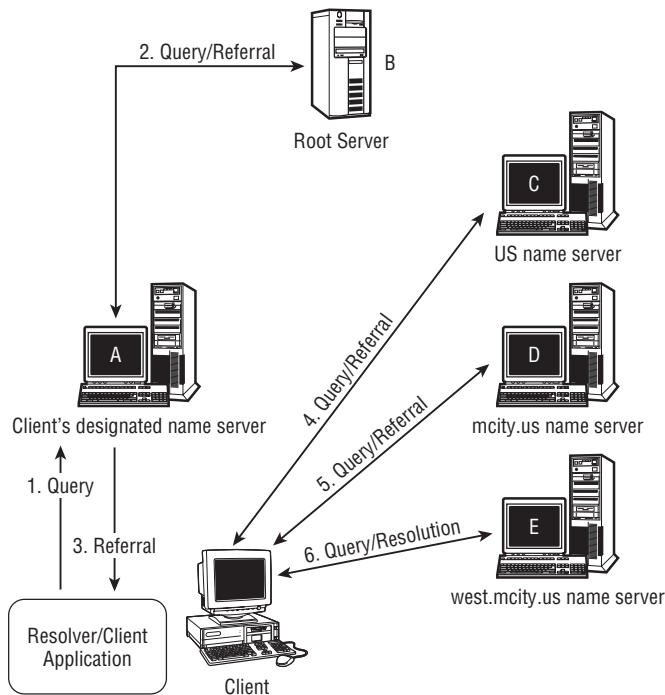 2. Query/Referral
B
Root Server
C
US name server
A
Client's designated name server
4. Query/Referral
D
mcity.us name server
5. Query/Referral
1. Query
3. Referral
6. Query/Resolution
E
west.mcity.us name server
Resolver/Client
Application
Client